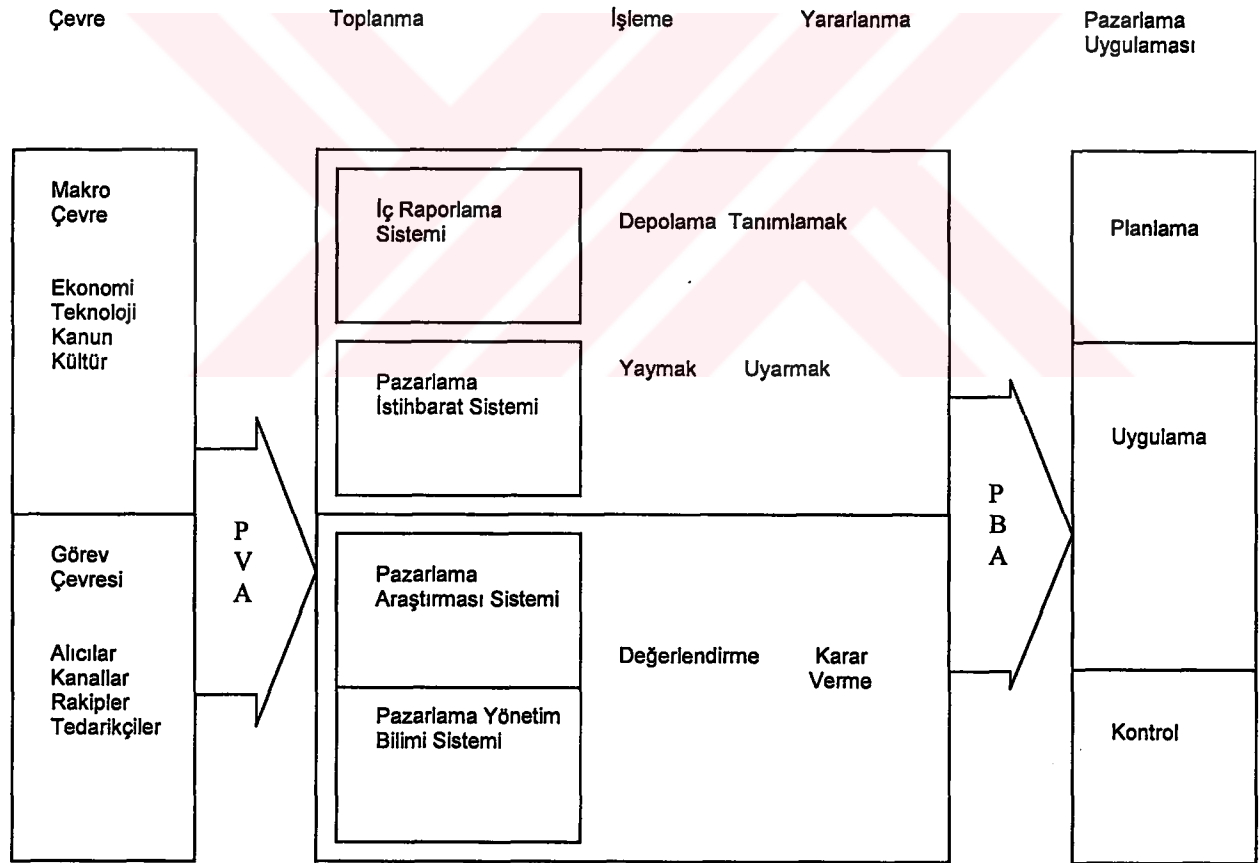 Çevre
Toplanma
İşleme
Yararlanma
Pazarlama
Uygulaması
Makro
Çevre
Ekonomi
Teknoloji
Kanun
Kültür
Görev
Çevresi
Alıcılar
Kanallar
Rakipler
Tedarikçiler
P
V
A
İç Raporlama
Sistemi
Depolama Tanımlamak
Pazarlama
İstihbarat Sistemi
Yaymak Uyarmak
Pazarlama
Araştırması Sistemi
Değerlendirme Karar
Verme
Pazarlama Yönetim
Bilimi Sistemi
P
B
A
Planlama
Uygulama
Kontrol